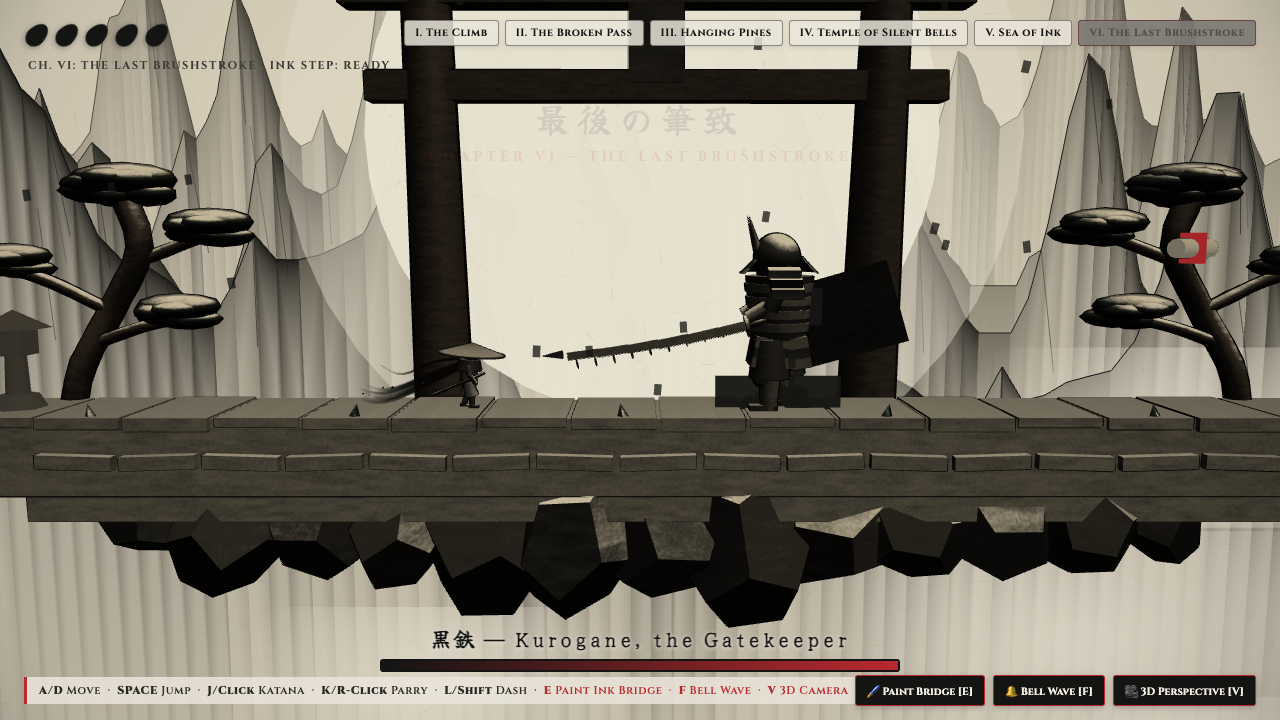 I. The Climb
II. The Broken Pass
III. Hanging Pines
IV. Temple of Silent Bells
V. Sea of Ink
VI. The Last Brushstroke
CH. VI: THE LAST BRUSHSTROKE · INK STEP: READY
最後の筆致
CHAPTER VI — THE LAST BRUSHSTROKE
黒鉄 — Kurogane, the Gatekeeper
A/D Move · SPACE Jump · J/Click Katana · K/R-Click Parry · L/Shift Dash · E Paint Ink Bridge · F Bell Wave · V 3D Camera
Paint Bridge [E]
Bell Wave [F]
3D Perspective [V]